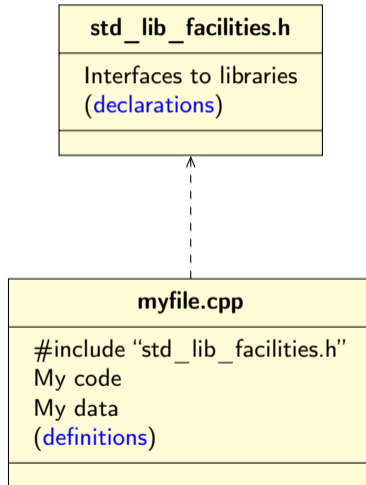 std_lib_facilities.h
Interfaces to libraries
(declarations)
myfile.cpp
#include “std_lib_facilities.h”
My code
My data
(definitions)